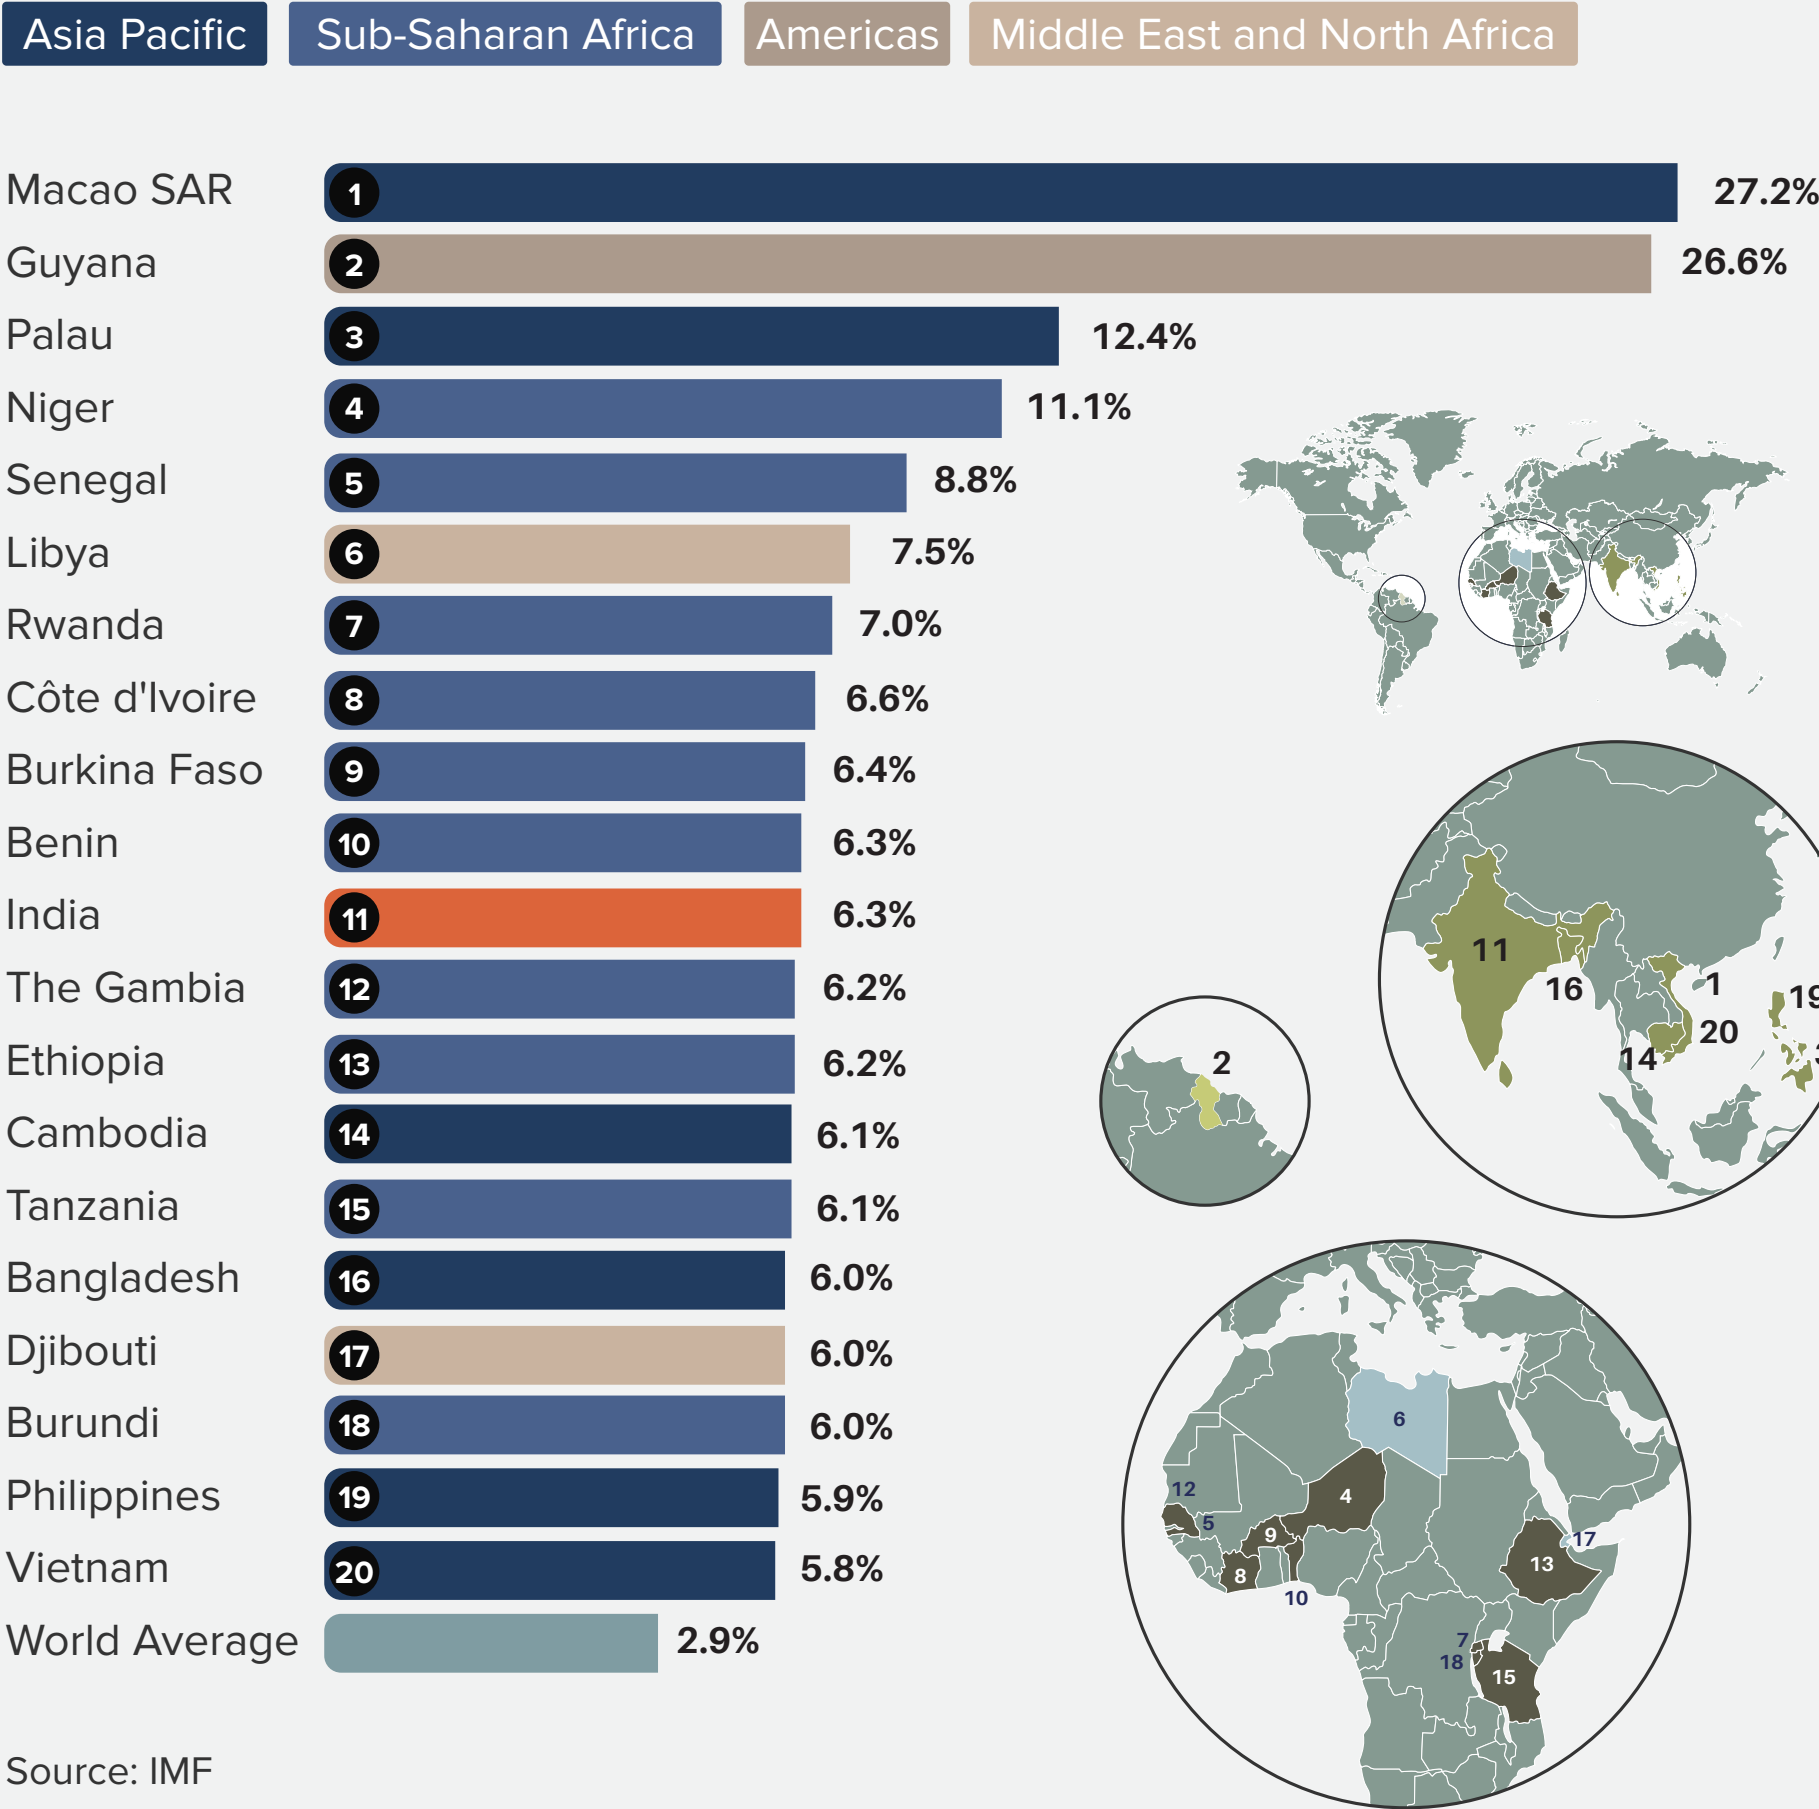 Asia Pacific Sub-Saharan Africa Americas Middle East and North Africa
Macao SAR 1 27.2%
Guyana 2 26.6%
Palau 3 12.4%
Niger 4 11.1%
Senegal 5 8.8%
Libya 6 7.5%
Rwanda 7 7.0%
Côte d'Ivoire 8 6.6%
Burkina Faso 9 6.4%
Benin 10 6.3%
India 11 6.3%
The Gambia 12 6.2%
Ethiopia 13 6.2%
Cambodia 14 6.1%
Tanzania 15 6.1%
Bangladesh 16 6.0%
Djibouti 17 6.0%
Burundi 18 6.0%
Philippines 19 5.9%
Vietnam 20 5.8%
World Average 2.9%
Source: IMF
11
16
1
19
20
14
2
6
12
4
5
9
17
8
13
10
7
18
15